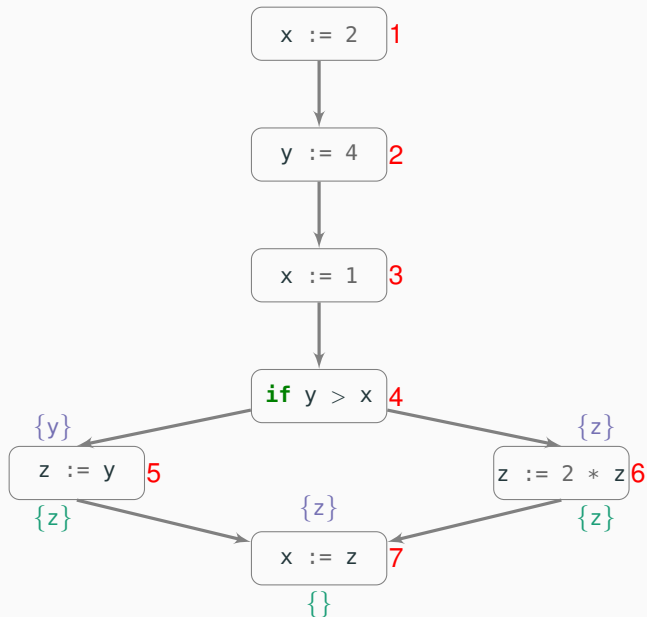 x := 2 1
y := 4 2
x := 1 3
if y > x 4
{y}
{z}
z := y 5
z := 2 * z 6
{z}
{z}
{z}
x := z 7
{}